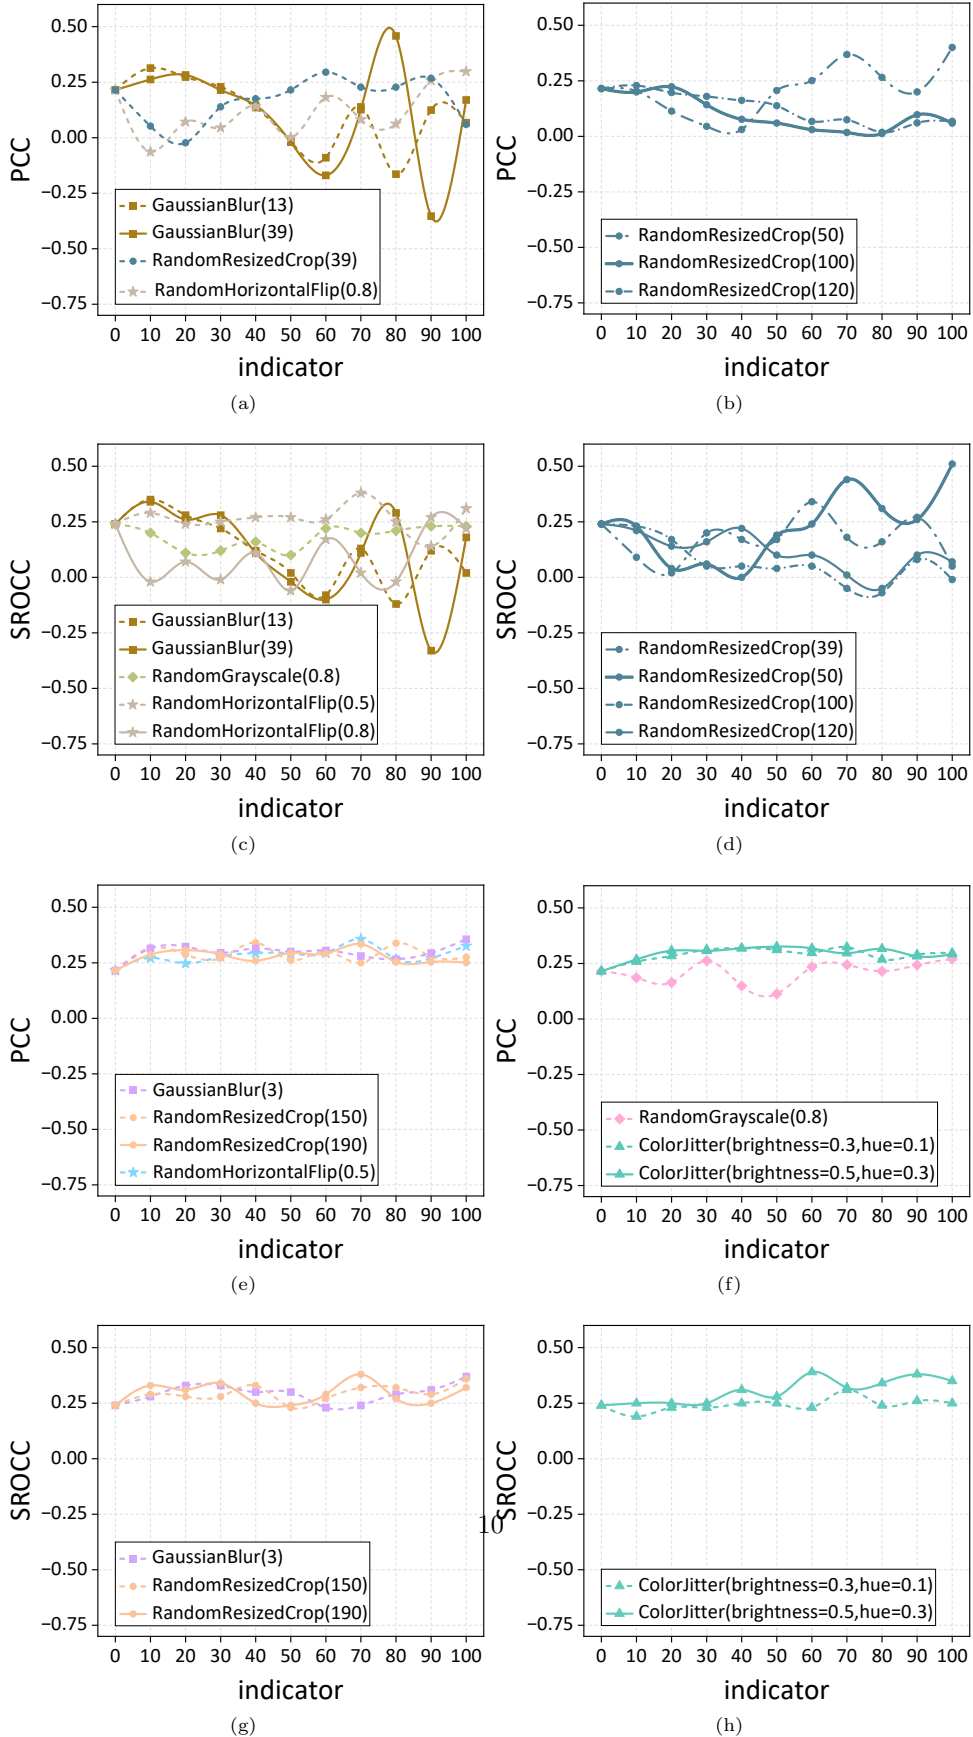 0.50
0.25
0.00
−0.25
−0.50
−0.75
PCC
GaussianBlur(13)
GaussianBlur(39)
RandomResizedCrop(39)
RandomHorizontalFlip(0.8)
0 10 20 30 40 50 60 70 80 90 100
indicator
(a)
0.50
0.25
0.00
−0.25
−0.50
−0.75
PCC
RandomResizedCrop(50)
RandomResizedCrop(100)
RandomResizedCrop(120)
0 10 20 30 40 50 60 70 80 90 100
indicator
(b)
0.50
0.25
0.00
−0.25
−0.50
−0.75
SROCC
GaussianBlur(13)
GaussianBlur(39)
RandomGrayscale(0.8)
RandomHorizontalFlip(0.5)
RandomHorizontalFlip(0.8)
0 10 20 30 40 50 60 70 80 90 100
indicator
(c)
0.50
0.25
0.00
−0.25
−0.50
−0.75
SROCC
RandomResizedCrop(39)
RandomResizedCrop(50)
RandomResizedCrop(100)
RandomResizedCrop(120)
0 10 20 30 40 50 60 70 80 90 100
indicator
(d)
0.50
0.25
0.00
−0.25
−0.50
−0.75
PCC
GaussianBlur(3)
RandomResizedCrop(150)
RandomResizedCrop(190)
RandomHorizontalFlip(0.5)
0 10 20 30 40 50 60 70 80 90 100
indicator
(e)
0.50
0.25
0.00
−0.25
−0.50
−0.75
PCC
RandomGrayscale(0.8)
ColorJitter(brightness=0.3,hue=0.1)
ColorJitter(brightness=0.5,hue=0.3)
0 10 20 30 40 50 60 70 80 90 100
indicator
(f)
0.50
0.25
0.00
−0.25
−0.50
−0.75
SROCC
GaussianBlur(3)
RandomResizedCrop(150)
RandomResizedCrop(190)
0 10 20 30 40 50 60 70 80 90 100
indicator
(g)
10
0.50
0.25
0.00
−0.25
−0.50
−0.75
SROCC
ColorJitter(brightness=0.3,hue=0.1)
ColorJitter(brightness=0.5,hue=0.3)
0 10 20 30 40 50 60 70 80 90 100
indicator
(h)